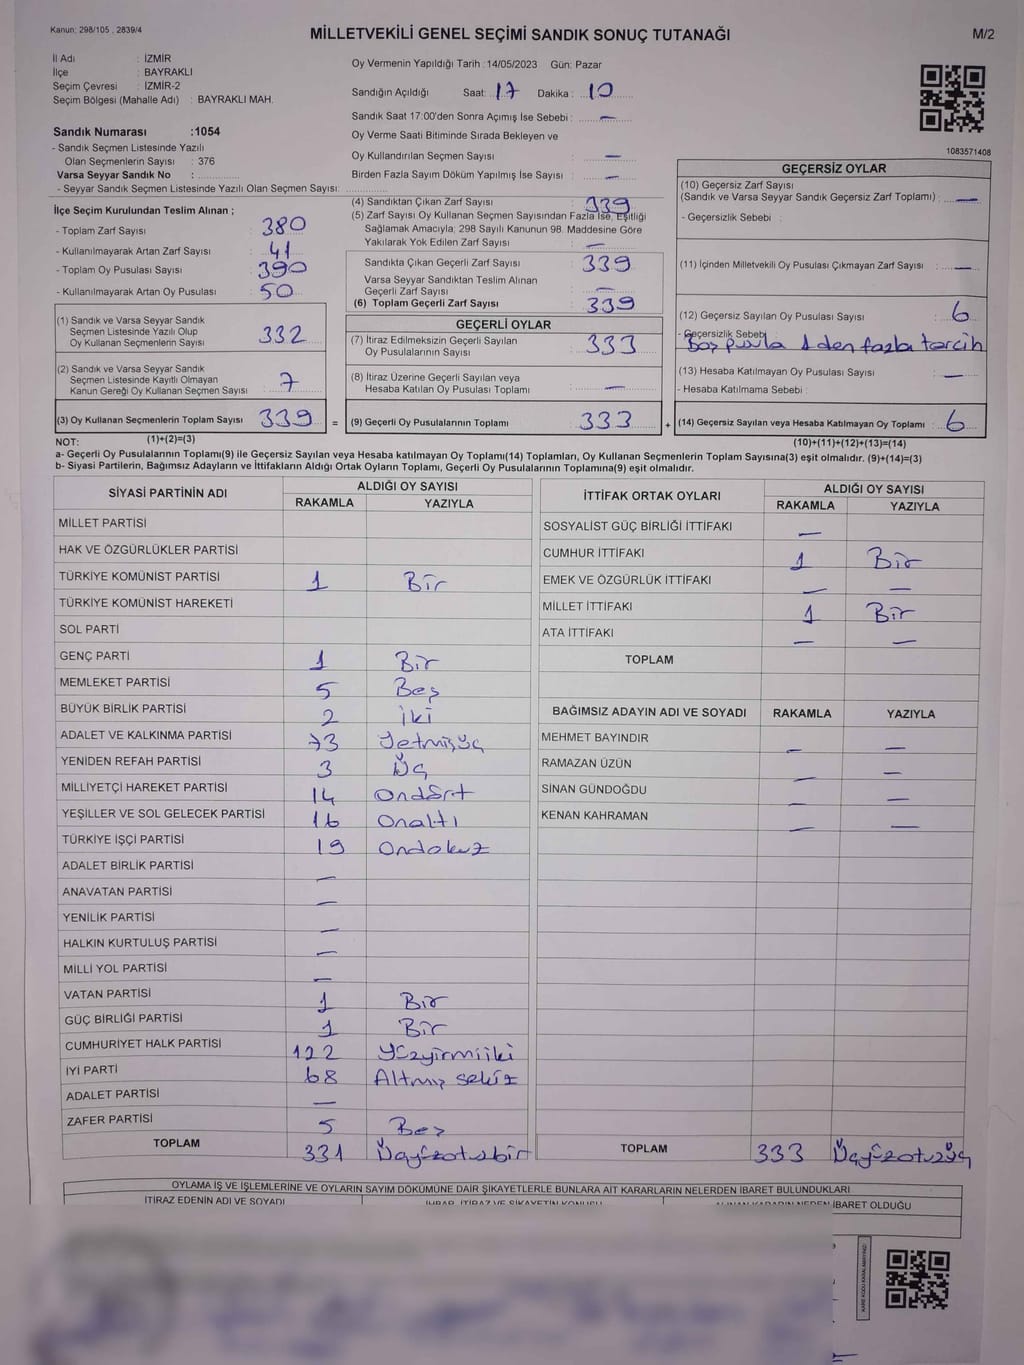 Kanun: 298/105 , 2839/4
MİLLETVEKİLİ GENEL SEÇİMİ SANDIK SONUÇ TUTANAĞI
M/2
İl Adı : İZMİR
İlçe : BAYRAKLI
Seçim Çevresi : İZMİR-2
Seçim Bölgesi (Mahalle Adı) : BAYRAKLI MAH.
Sandık Numarası :1054
- Sandık Seçmen Listesinde Yazılı
Olan Seçmenlerin Sayısı : 376
Varsa Seyyar Sandık No :
- Seyyar Sandık Seçmen Listesinde Yazılı Olan Seçmen Sayısı:
Oy Vermenin Yapıldığı Tarih :14/05/2023 Gün: Pazar
Sandığın Açıldığı Saat: 17 Dakika : 10
Sandık Saat 17:00'den Sonra Açımış İse Sebebi : —
Oy Verme Saati Bitiminde Sırada Bekleyen ve
Oy Kullandırılan Seçmen Sayısı : —
Birden Fazla Sayım Döküm Yapılmış İse Sayısı : —
1083571408
İlçe Seçim Kurulundan Teslim Alınan ;
- Toplam Zarf Sayısı : 380
- Kullanılmayarak Artan Zarf Sayısı : 41
- Toplam Oy Pusulası Sayısı : 390
- Kullanılmayarak Artan Oy Pusulası : 50
(1) Sandık ve Varsa Seyyar Sandık
Seçmen Listesinde Yazılı Olup
Oy Kullanan Seçmenlerin Sayısı : 332
(2) Sandık ve Varsa Seyyar Sandık
Seçmen Listesinde Kayıtlı Olmayan
Kanun Gereği Oy Kullanan Seçmen Sayısı : 7
(3) Oy Kullanan Seçmenlerin Toplam Sayısı : 339 =
(4) Sandıktan Çıkan Zarf Sayısı : 339
(5) Zarf Sayısı Oy Kullanan Seçmen Sayısından Fazla İse, Eşitliği
Sağlamak Amacıyla, 298 Sayılı Kanunun 98. Maddesine Göre
Yakılarak Yok Edilen Zarf Sayısı : —
Sandıkta Çıkan Geçerli Zarf Sayısı : 339
Varsa Seyyar Sandıktan Teslim Alınan
Geçerli Zarf Sayısı : —
(6) Toplam Geçerli Zarf Sayısı : 339
GEÇERLİ OYLAR
(7) İtiraz Edilmeksizin Geçerli Sayılan
Oy Pusulalarının Sayısı : 333
(8) İtiraz Üzerine Geçerli Sayılan veya
Hesaba Katılan Oy Pusulası Toplamı : —
(9) Geçerli Oy Pusulalarının Toplamı : 333 +
GEÇERSİZ OYLAR
(10) Geçersiz Zarf Sayısı
(Sandık ve Varsa Seyyar Sandık Geçersiz Zarf Toplamı) : —
- Geçersizlik Sebebi :
(11) İçinden Milletvekili Oy Pusulası Çıkmayan Zarf Sayısı : —
(12) Geçersiz Sayılan Oy Pusulası Sayısı : 6
- Geçersizlik Sebebi
Boş pusula 1 den fazla tercih
(13) Hesaba Katılmayan Oy Pusulası Sayısı : —
- Hesaba Katılmama Sebebi :
(14) Geçersiz Sayılan veya Hesaba Katılmayan Oy Toplamı : 6
NOT: (1)+(2)=(3)
(10)+(11)+(12)+(13)=(14)
a- Geçerli Oy Pusulalarının Toplamı(9) ile Geçersiz Sayılan veya Hesaba katılmayan Oy Toplamı(14) Toplamları, Oy Kullanan Seçmenlerin Toplam Sayısına(3) eşit olmalıdır. (9)+(14)=(3)
b- Siyasi Partilerin, Bağımsız Adayların ve İttifakların Aldığı Ortak Oyların Toplamı, Geçerli Oy Pusulalarının Toplamına(9) eşit olmalıdır.
SİYASİ PARTİNİN ADI ALDIĞI OY SAYISI
RAKAMLA YAZIYLA
MİLLET PARTİSİ
HAK VE ÖZGÜRLÜKLER PARTİSİ
TÜRKİYE KOMÜNİST PARTİSİ 1 Bir
TÜRKİYE KOMÜNİST HAREKETİ
SOL PARTİ
GENÇ PARTİ 1 Bir
MEMLEKET PARTİSİ 5 Beş
BÜYÜK BİRLİK PARTİSİ 2 iki
ADALET VE KALKINMA PARTİSİ 73 Yetmişüç
YENİDEN REFAH PARTİSİ 3 Üç
MİLLİYETÇİ HAREKET PARTİSİ 14 Ondört
YEŞİLLER VE SOL GELECEK PARTİSİ 16 Onaltı
TÜRKİYE İŞÇİ PARTİSİ 19 Ondokuz
ADALET BİRLİK PARTİSİ —
ANAVATAN PARTİSİ —
YENİLİK PARTİSİ —
HALKIN KURTULUŞ PARTİSİ —
MİLLİ YOL PARTİSİ —
VATAN PARTİSİ 1 Bir
GÜÇ BİRLİĞİ PARTİSİ 1 Bir
CUMHURİYET HALK PARTİSİ 122 Yüzyirmiiki
İYİ PARTİ 68 Altmış sekiz
ADALET PARTİSİ —
ZAFER PARTİSİ 5 Beş
TOPLAM 331 Üçyüzotuzbir
İTTİFAK ORTAK OYLARI ALDIĞI OY SAYISI
RAKAMLA YAZIYLA
SOSYALİST GÜÇ BİRLİĞİ İTTİFAKI —
CUMHUR İTTİFAKI 1 Bir
EMEK VE ÖZGÜRLÜK İTTİFAKI — —
MİLLET İTTİFAKI 1 Bir
ATA İTTİFAKI — —
TOPLAM
BAĞIMSIZ ADAYIN ADI VE SOYADI RAKAMLA YAZIYLA
MEHMET BAYINDIR — —
RAMAZAN ÜZÜN — —
SİNAN GÜNDOĞDU — —
KENAN KAHRAMAN — —
TOPLAM 333 Üçyüzotuzüç
OYLAMA İŞ VE İŞLEMLERİNE VE OYLARIN SAYIM DÖKÜMÜNE DAİR ŞİKAYETLERLE BUNLARA AİT KARARLARIN NELERDEN İBARET BULUNDUKLARI
İTİRAZ EDENİN ADI VE SOYADI
İHBAR, İTİRAZ VE ŞİKAYETİN KONUSU
ALINAN KARARIN NEDEN İBARET OLDUĞU